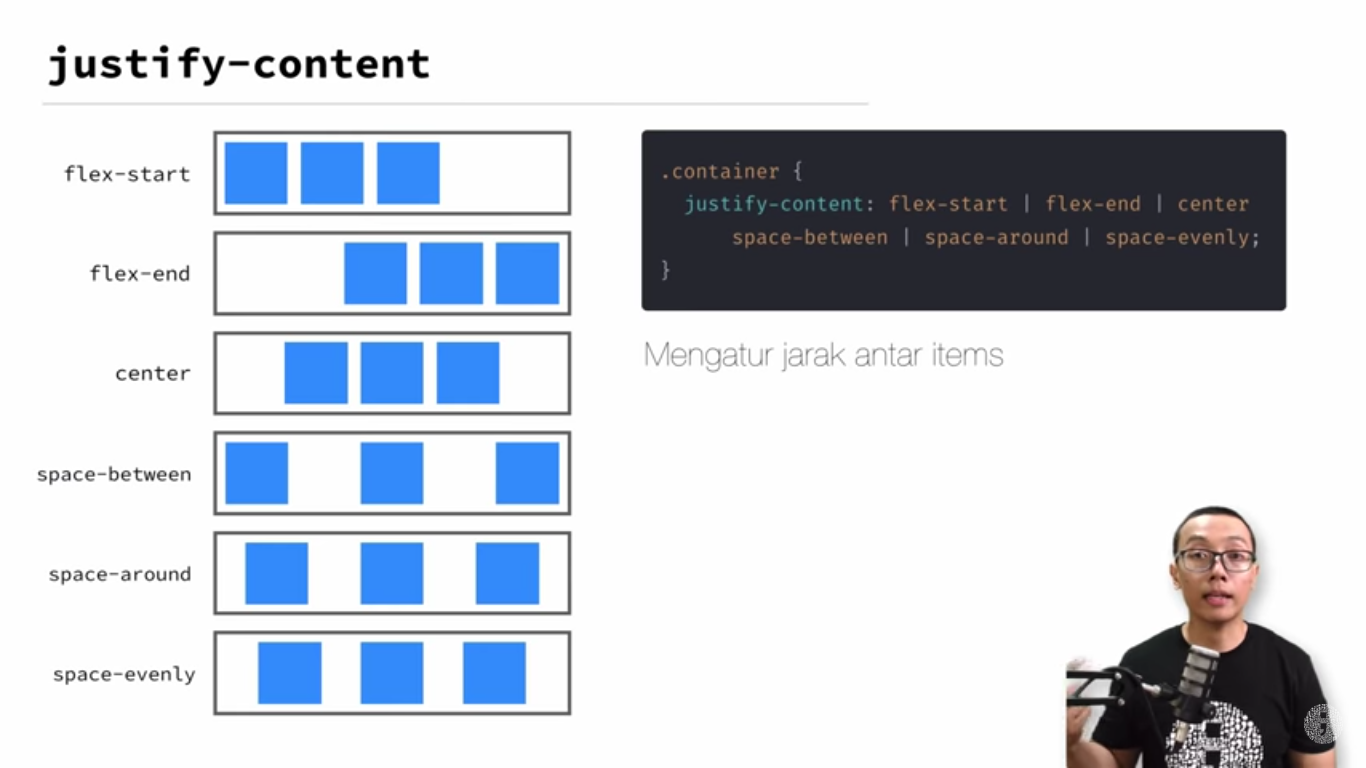 justify-content
flex-start
flex-end
center
space-between
space-around
space-evenly
.container {
justify-content: flex-start | flex-end | center
space-between | space-around | space-evenly;
}
Mengatur jarak antar items